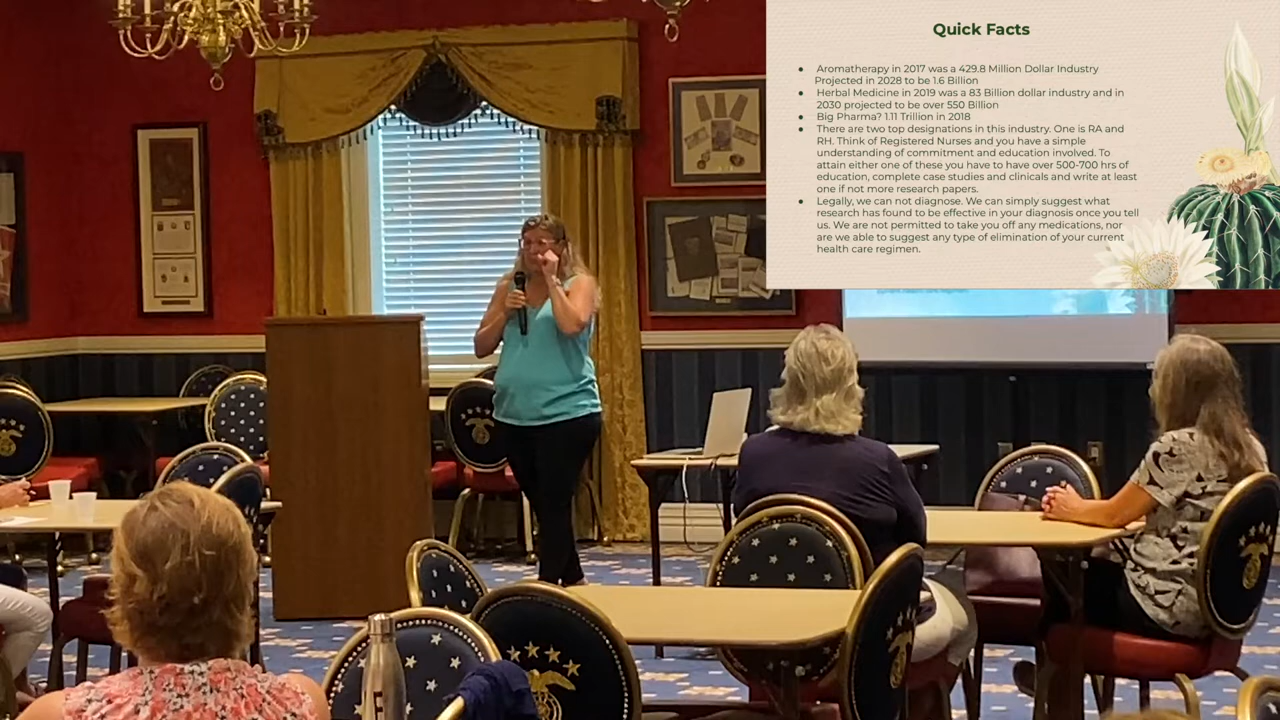 Quick Facts
• Aromatherapy in 2017 was a 429.8 Million Dollar Industry
Projected in 2028 to be 1.6 Billion
• Herbal Medicine in 2019 was a 83 Billion dollar industry and in
2030 projected to be over 550 Billion
• Big Pharma? 1.11 Trillion in 2018
• There are two top designations in this industry. One is RA and
RH. Think of Registered Nurses and you have a simple
understanding of commitment and education involved. To
attain either one of these you have to have over 500-700 hrs of
education, complete case studies and clinicals and write at least
one if not more research papers.
• Legally, we can not diagnose. We can simply suggest what
research has found to be effective in your diagnosis once you tell
us. We are not permitted to take you off any medications, nor
are we able to suggest any type of elimination of your current
health care regimen.